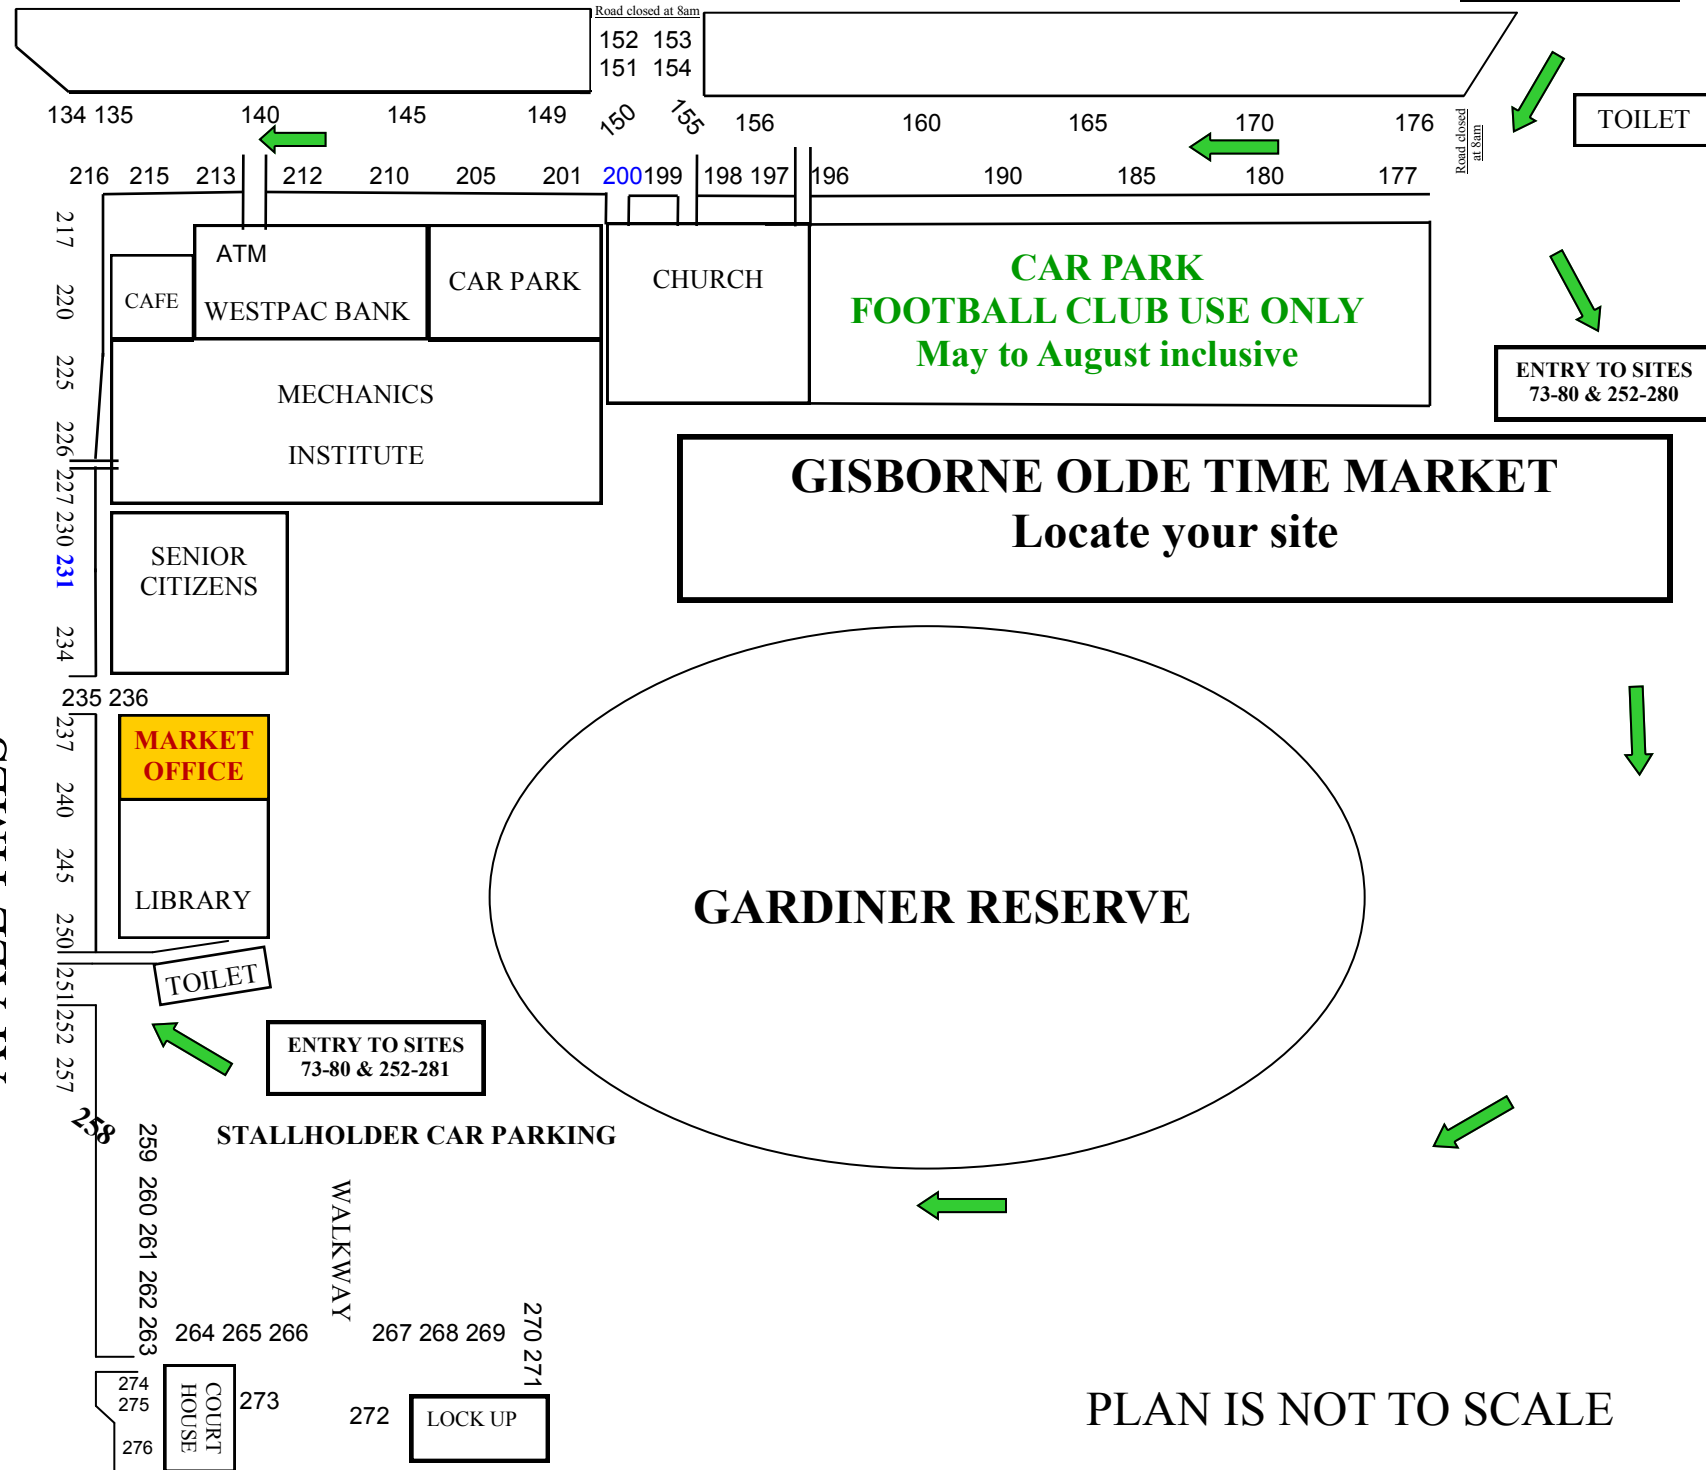 Road closed at 8am
152 153
151 154
134 135 140 145 149 150 155 156 160 165 170 176
Road closed
at 8am
TOILET
216 215 213 212 210 205 201 200 199 198 197 196 190 185 180 177
217
220
225
226
227
230
231
234
ATM
WESTPAC BANK
CAFE
CAR PARK
CHURCH
CAR PARK
FOOTBALL CLUB USE ONLY
May to August inclusive
ENTRY TO SITES
73-80 & 252-280
MECHANICS
INSTITUTE
GISBORNE OLDE TIME MARKET
Locate your site
SENIOR
CITIZENS
235 236
237
240
245
250
251
252
257
258
MARKET
OFFICE
LIBRARY
TOILET
GARDINER RESERVE
ENTRY TO SITES
73-80 & 252-281
STALLHOLDER CAR PARKING
259
260
261
262
263
WALKWAY
264 265 266
267 268 269
270
271
274
275
276
COURT
HOUSE
273
272
LOCK UP
PLAN IS NOT TO SCALE